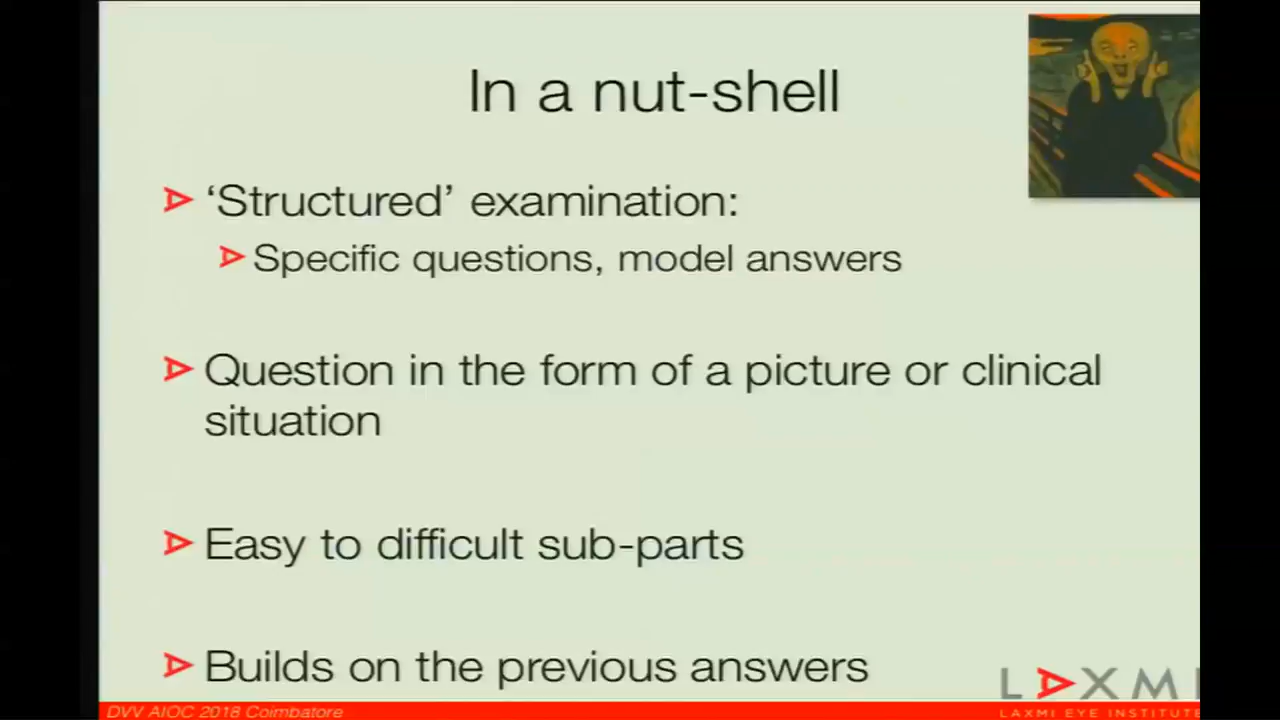 In a nut-shell
‘Structured’ examination:
Specific questions, model answers
Question in the form of a picture or clinical
situation
Easy to difficult sub-parts
Builds on the previous answers
LAXMI
LAXMI EYE INSTITUTE
DVV AIOC 2018 Coimbatore